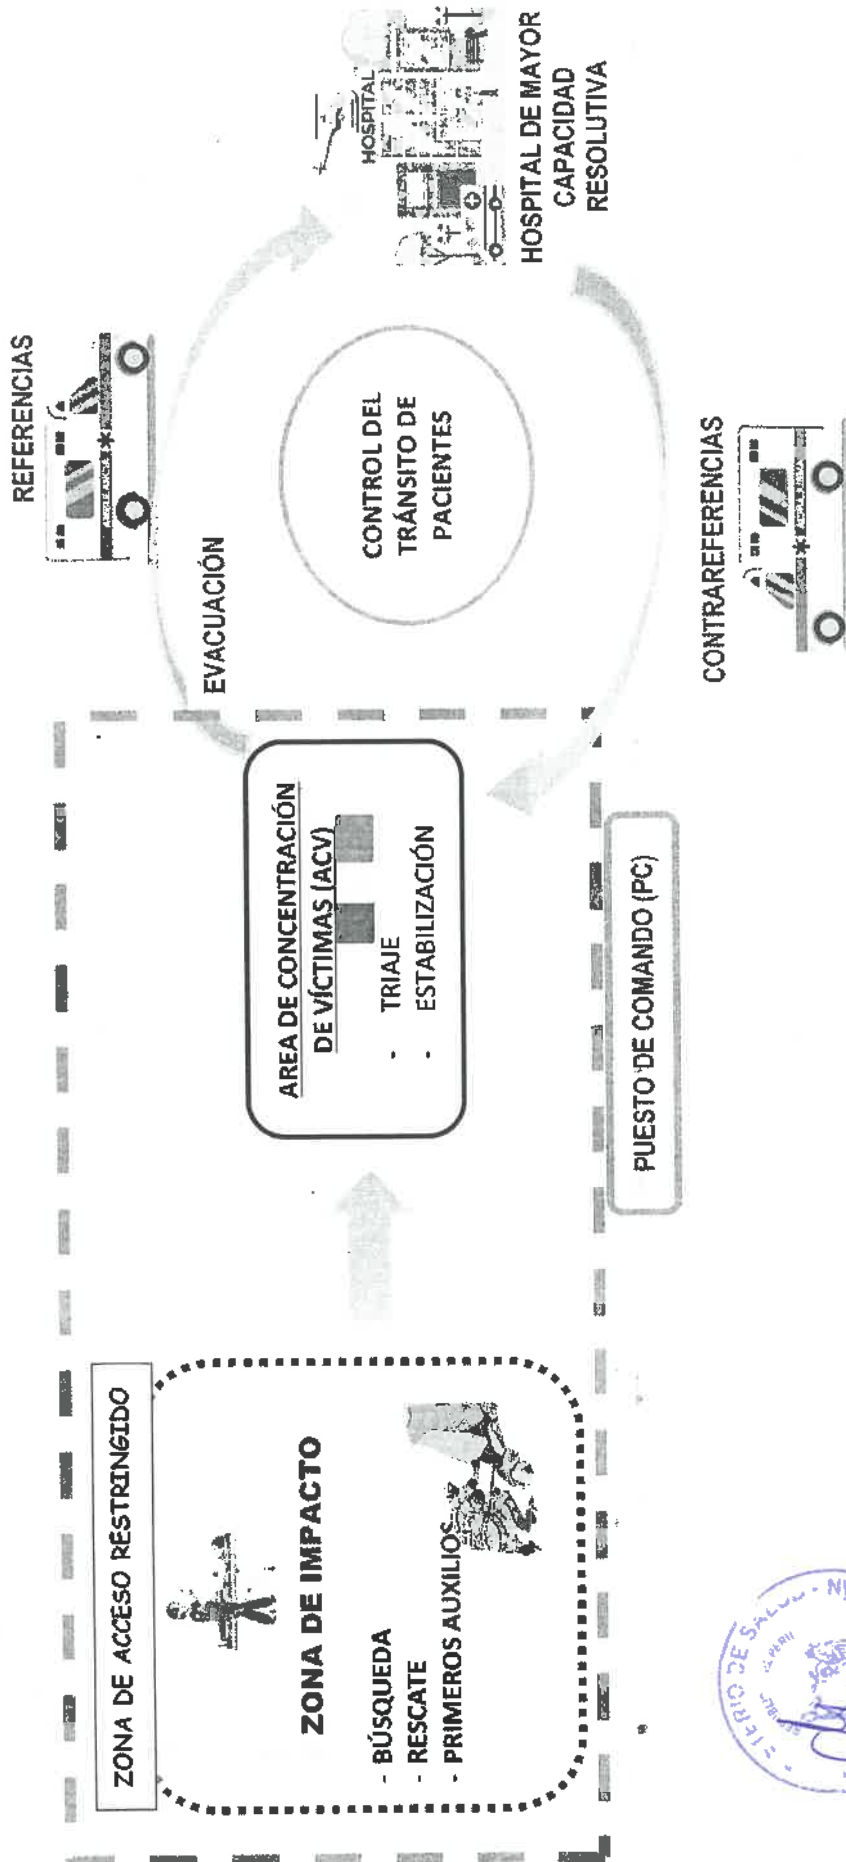 ZONA DE ACCESO RESTRINGIDO
ZONA DE IMPACTO
- BÚSQUEDA
- RESCATE
- PRIMEROS AUXILIOS
AREA DE CONCENTRACIÓN
DE VÍCTIMAS (ACV)
- TRIAJE
- ESTABILIZACIÓN
PUESTO DE COMANDO (PC)
EVACUACIÓN
REFERENCIAS
CONTROL DEL
TRÁNSITO DE
PACIENTES
CONTRAREFERENCIAS
HOSPITAL
HOSPITAL DE MAYOR
CAPACIDAD
RESOLUTIVA